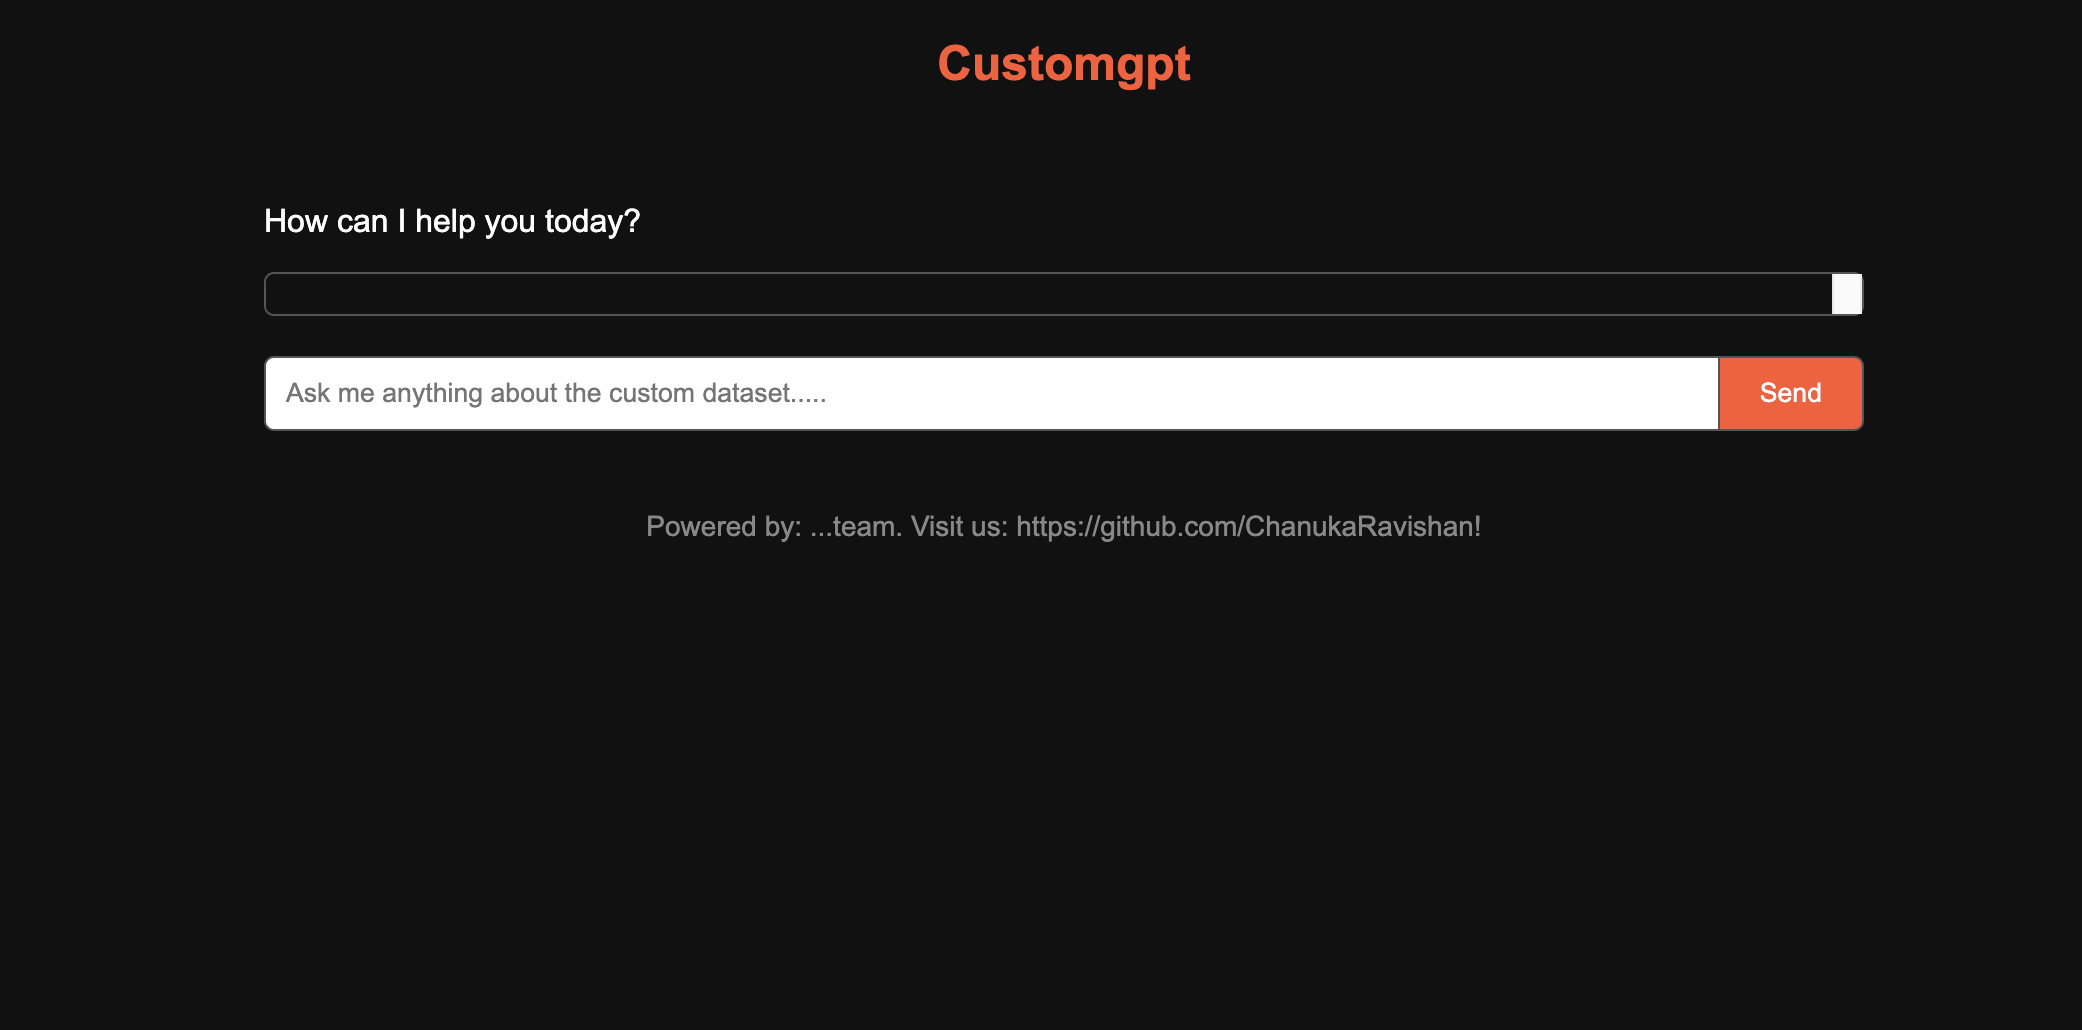 Customgpt
How can I help you today?
Ask me anything about the custom dataset.....
Send
Powered by: ...team. Visit us: https://github.com/ChanukaRavishan!